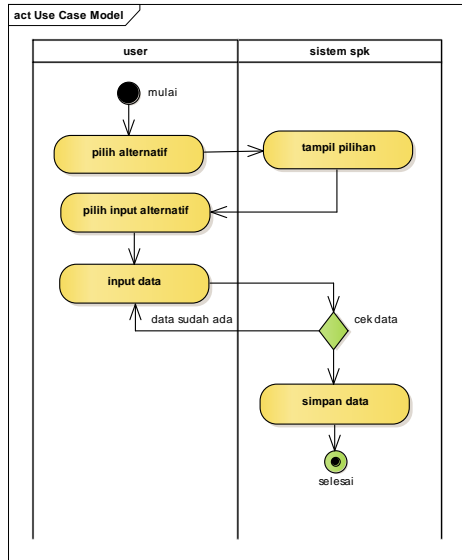 act Use Case Model
user
sistem spk
mulai
pilih alternatif
tampil pilihan
pilih input alternatif
input data
data sudah ada
cek data
simpan data
selesai